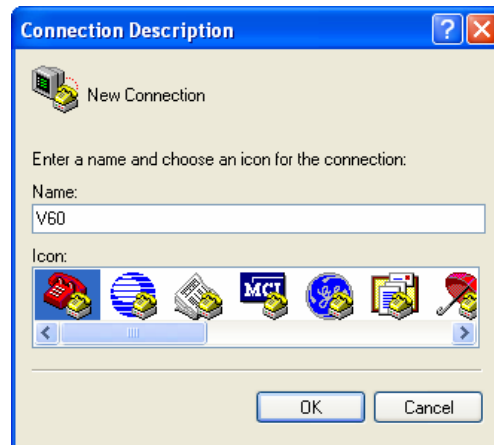 Connection Description
New Connection
Enter a name and choose an icon for the connection:
Name:
V60
Icon:
MCI
OK
Cancel